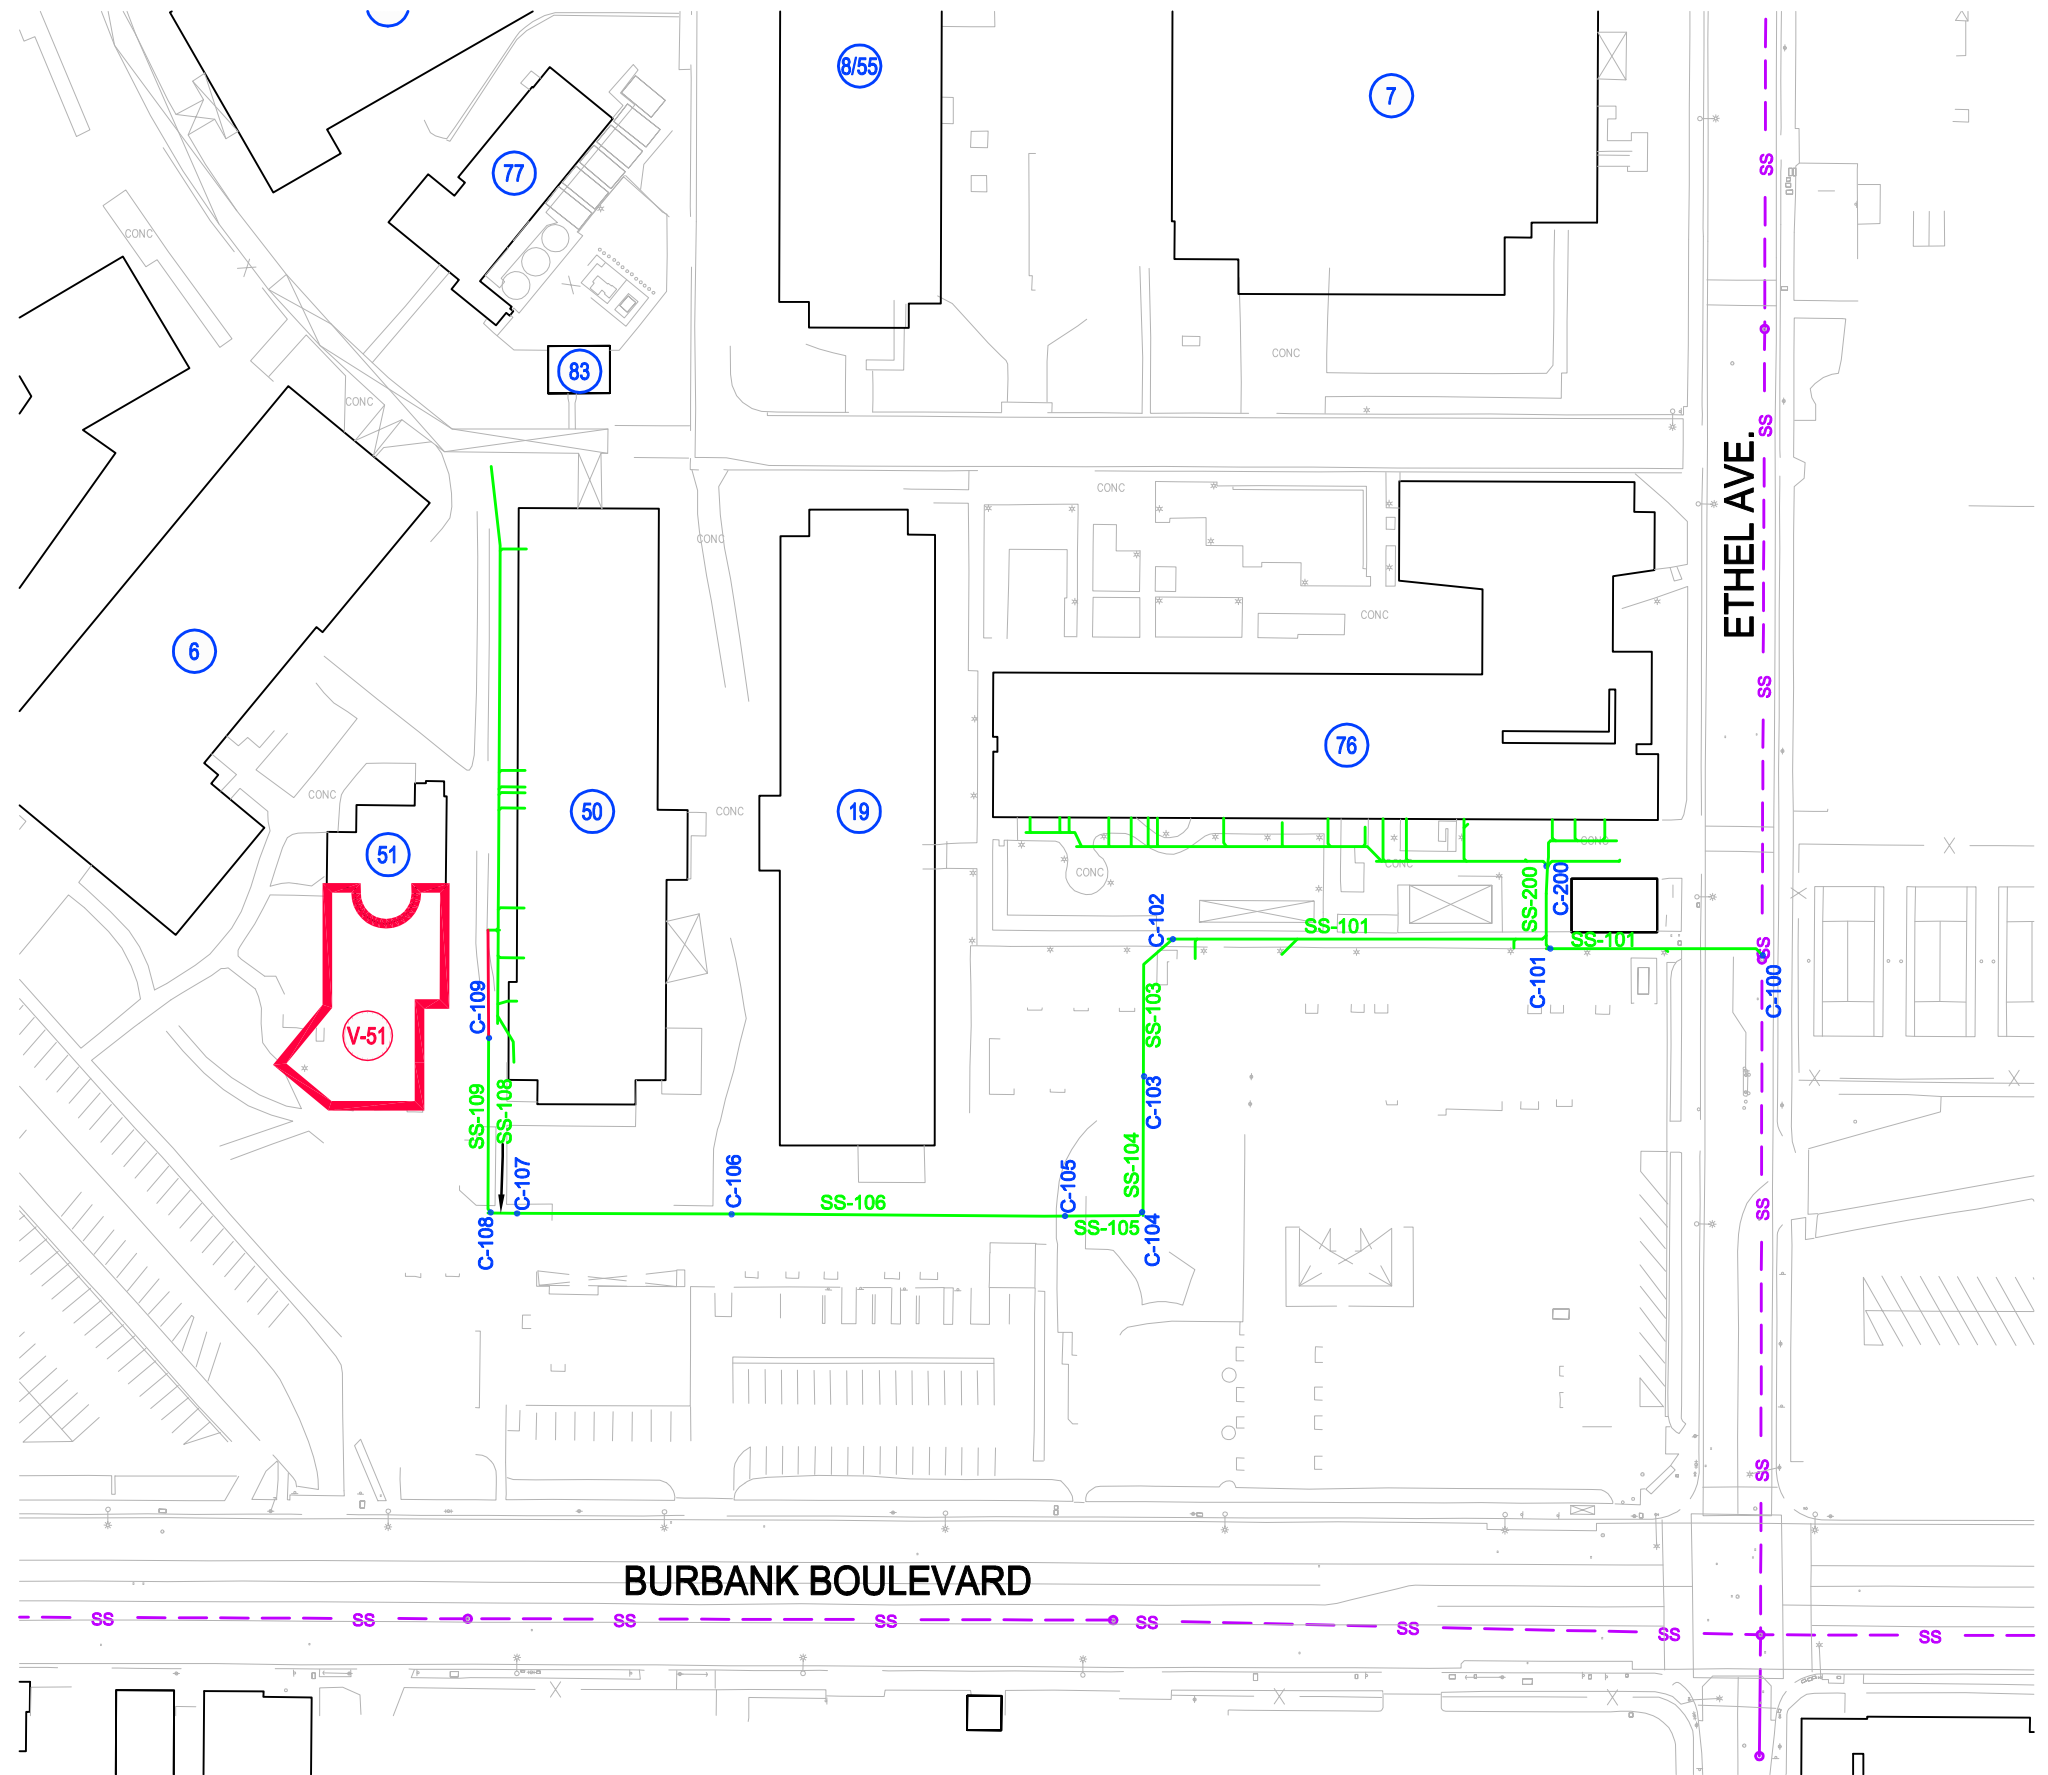 8/55
7
77
SS
CONC
CONC
83
CONC
SS
ETHEL AVE.
CONC
CONC
CONC
6
SS
76
CONC
50
CONC
19
51
CONC
CONC
CONC
C-200
SS-200
C-102
SS-101
SS-101
SS
C-101
C-100
C-109
SS-103
V-51
SS-109
SS-108
C-103
SS-104
C-107
C-106
C-105
SS-106
SS-105
SS
C-108
C-104
SS
BURBANK BOULEVARD
SS
SS
SS
SS
SS
SS
SS
SS